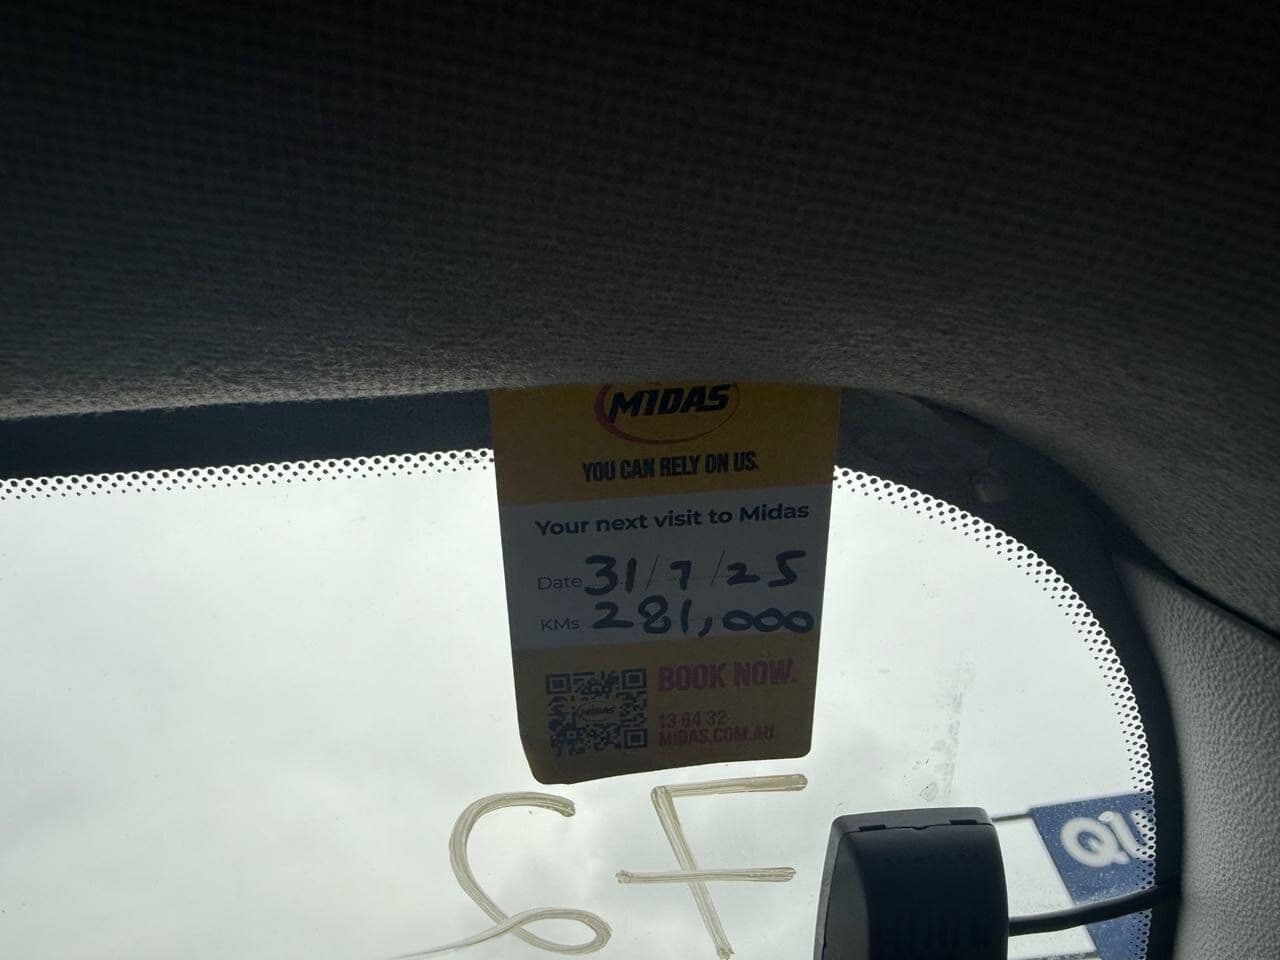 MIDAS
YOU CAN RELY ON US.
Your next visit to Midas
Date 31/7/25
KMs 281,000
MIDAS
BOOK NOW.
13 64 32
MIDAS.COM.AU